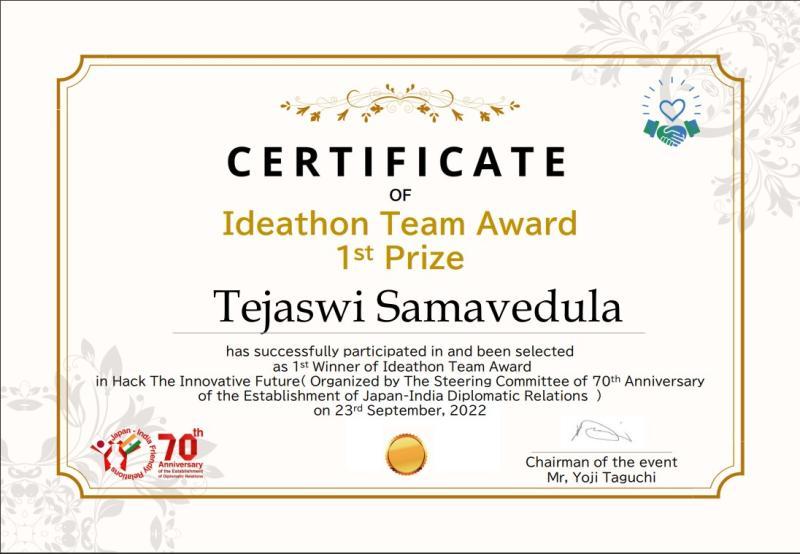 CERTIFICATE
OF
Ideathon Team Award
1st Prize
Tejaswi Samavedula
has successfully participated in and been selected
as 1st Winner of Ideathon Team Award
in Hack The Innovative Future( Organized by The Steering Committee of 70th Anniversary
of the Establishment of Japan-India Diplomatic Relations )
on 23rd September, 2022
Japan - India Friendly Relations
70th
Anniversary
of the Establishment
of Diplomatic Relations
Chairman of the event
Mr, Yoji Taguchi